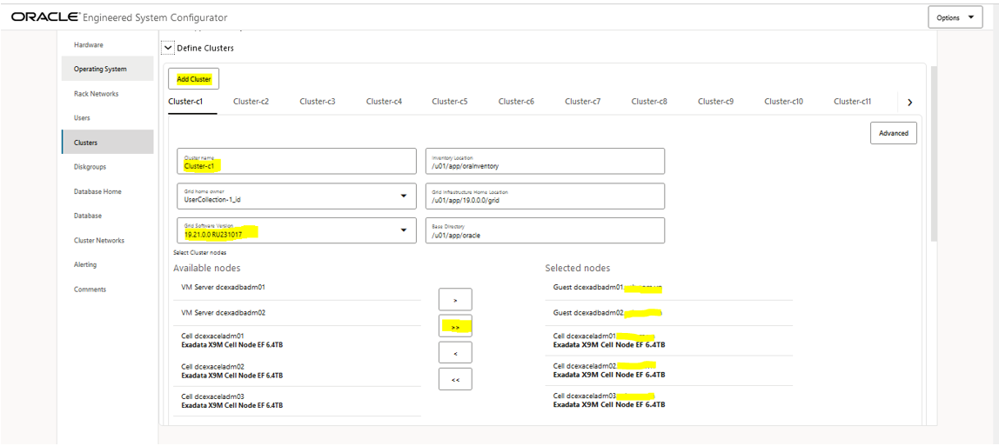 ORACLE® Engineered System Configurator
Options
Hardware
Operating System
Rack Networks
Users
Clusters
Diskgroups
Database Home
Database
Cluster Networks
Alerting
Comments
Define Clusters
Add Cluster
Cluster-c1 Cluster-c2 Cluster-c3 Cluster-c4 Cluster-c5 Cluster-c6 Cluster-c7 Cluster-c8 Cluster-c9 Cluster-c10 Cluster-c11
Advanced
Cluster name
Cluster-c1
Inventory Location
/u01/app/oraInventory
Grid home owner
UserCollection-1_id
Grid Infrastructure Home Location
/u01/app/19.0.0.0/grid
Grid Software Version
19.21.0.0 RU231017
Base Directory
/u01/app/oracle
Select Cluster nodes
Available nodes
VM Server dcexadbadm01
VM Server dcexadbadm02
Cell dcexaceladm01
Exadata X9M Cell Node EF 6.4TB
Cell dcexaceladm02
Exadata X9M Cell Node EF 6.4TB
Cell dcexaceladm03
Exadata X9M Cell Node EF 6.4TB
>
>>
<
<<
Selected nodes
Guest dcexadbadm01.
Guest dcexadbadm02.
Cell dcexaceladm01.
Exadata X9M Cell Node EF 6.4TB
Cell dcexaceladm02.
Exadata X9M Cell Node EF 6.4TB
Cell dcexaceladm03.
Exadata X9M Cell Node EF 6.4TB